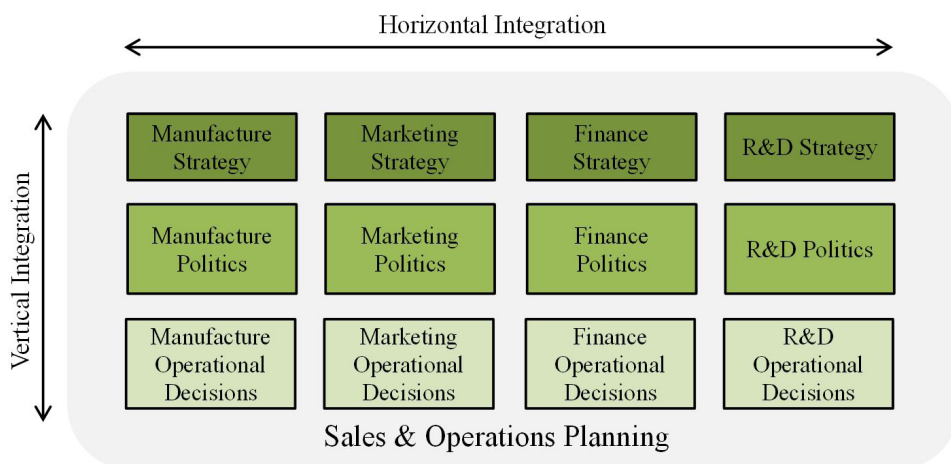 Horizontal Integration
Vertical Integration
Manufacture
Strategy
Marketing
Strategy
Finance
Strategy
R&D Strategy
Manufacture
Politics
Marketing
Politics
Finance
Politics
R&D Politics
Manufacture
Operational
Decisions
Marketing
Operational
Decisions
Finance
Operational
Decisions
R&D
Operational
Decisions
Sales & Operations Planning